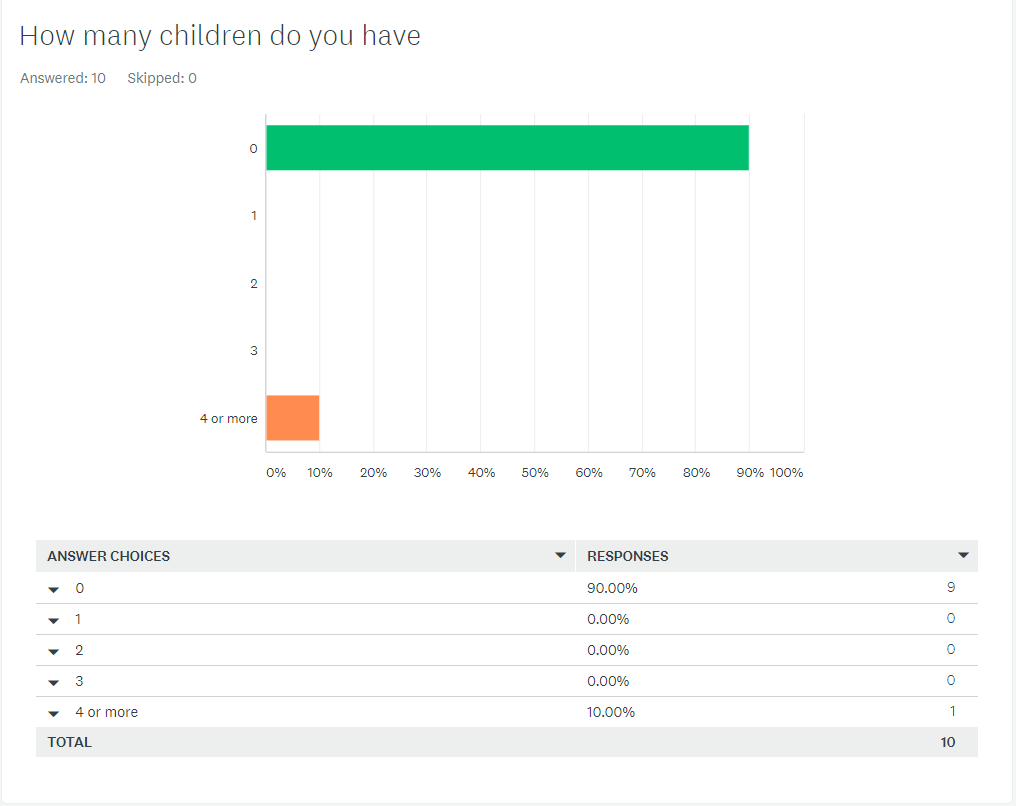 How many children do you have
Answered: 10 Skipped: 0
0
1
2
3
4 or more
0% 10% 20% 30% 40% 50% 60% 70% 80% 90% 100%
ANSWER CHOICES RESPONSES
0 90.00% 9
1 0.00% 0
2 0.00% 0
3 0.00% 0
4 or more 10.00% 1
TOTAL 10